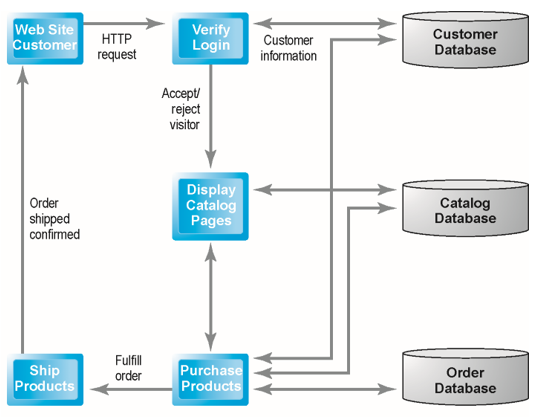 Web Site
Customer
HTTP
request
Verify
Login
Customer
information
Customer
Database
Accept/
reject
visitor
Display
Catalog
Pages
Catalog
Database
Order
shipped
confirmed
Ship
Products
Fulfill
order
Purchase
Products
Order
Database